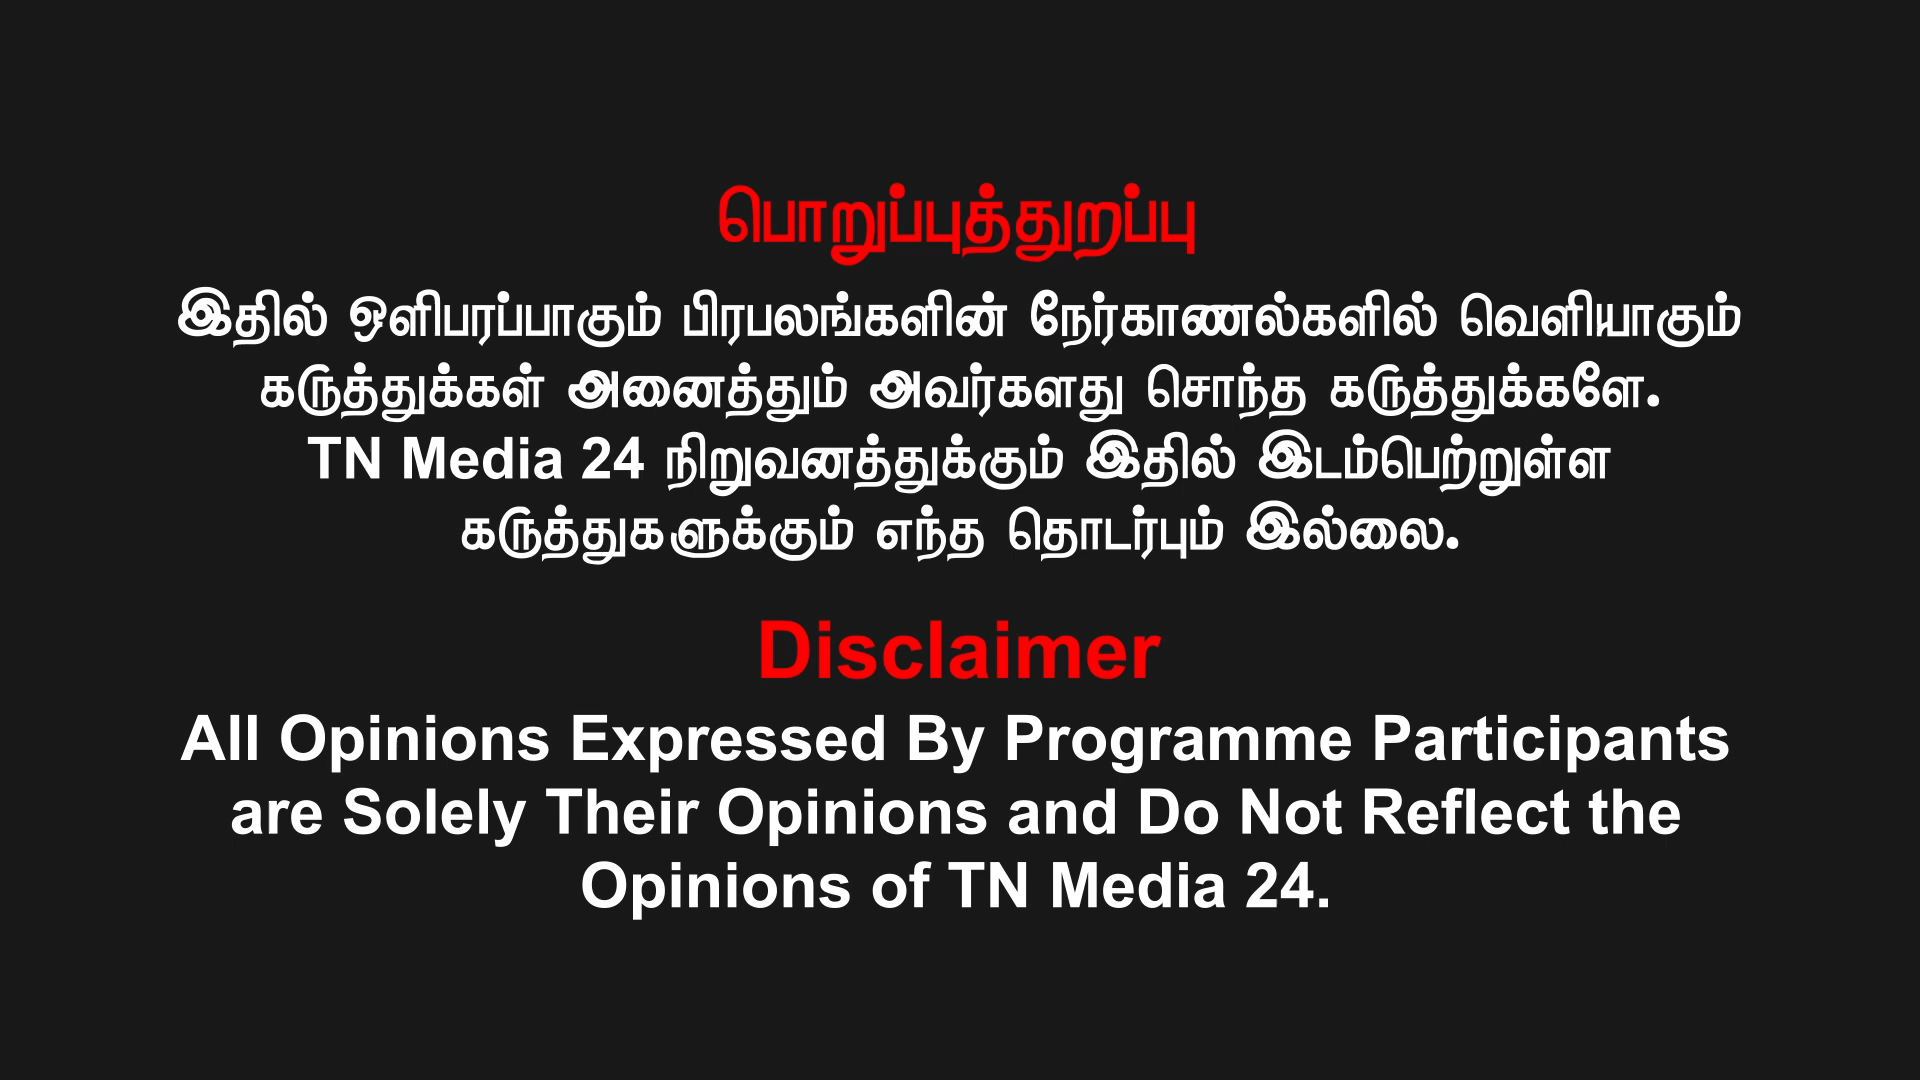 பொறுப்புத்துறப்பு
இதில் ஒளிபரப்பாகும் பிரபலங்களின் நேர்காணல்களில் வெளியாகும்
கருத்துக்கள் அனைத்தும் அவர்களது சொந்த கருத்துக்களே.
TN Media 24 நிறுவனத்துக்கும் இதில் இடம்பெற்றுள்ள
கருத்துகளுக்கும் எந்த தொடர்பும் இல்லை.
Disclaimer
All Opinions Expressed By Programme Participants
are Solely Their Opinions and Do Not Reflect the
Opinions of TN Media 24.